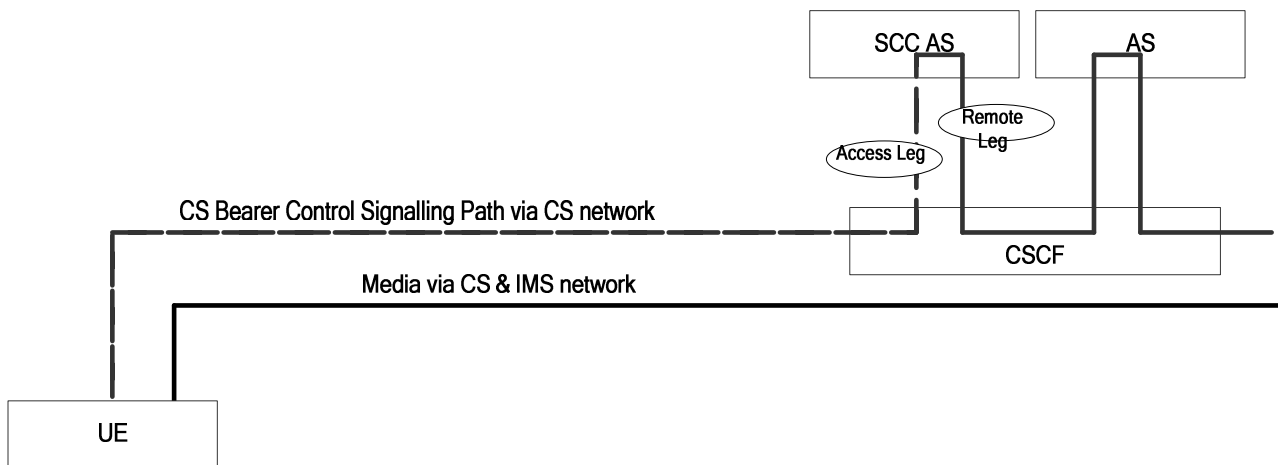 SCC AS
AS
Remote
Leg
Access Leg
CS Bearer Control Signalling Path via CS network
CSCF
Media via CS & IMS network
UE